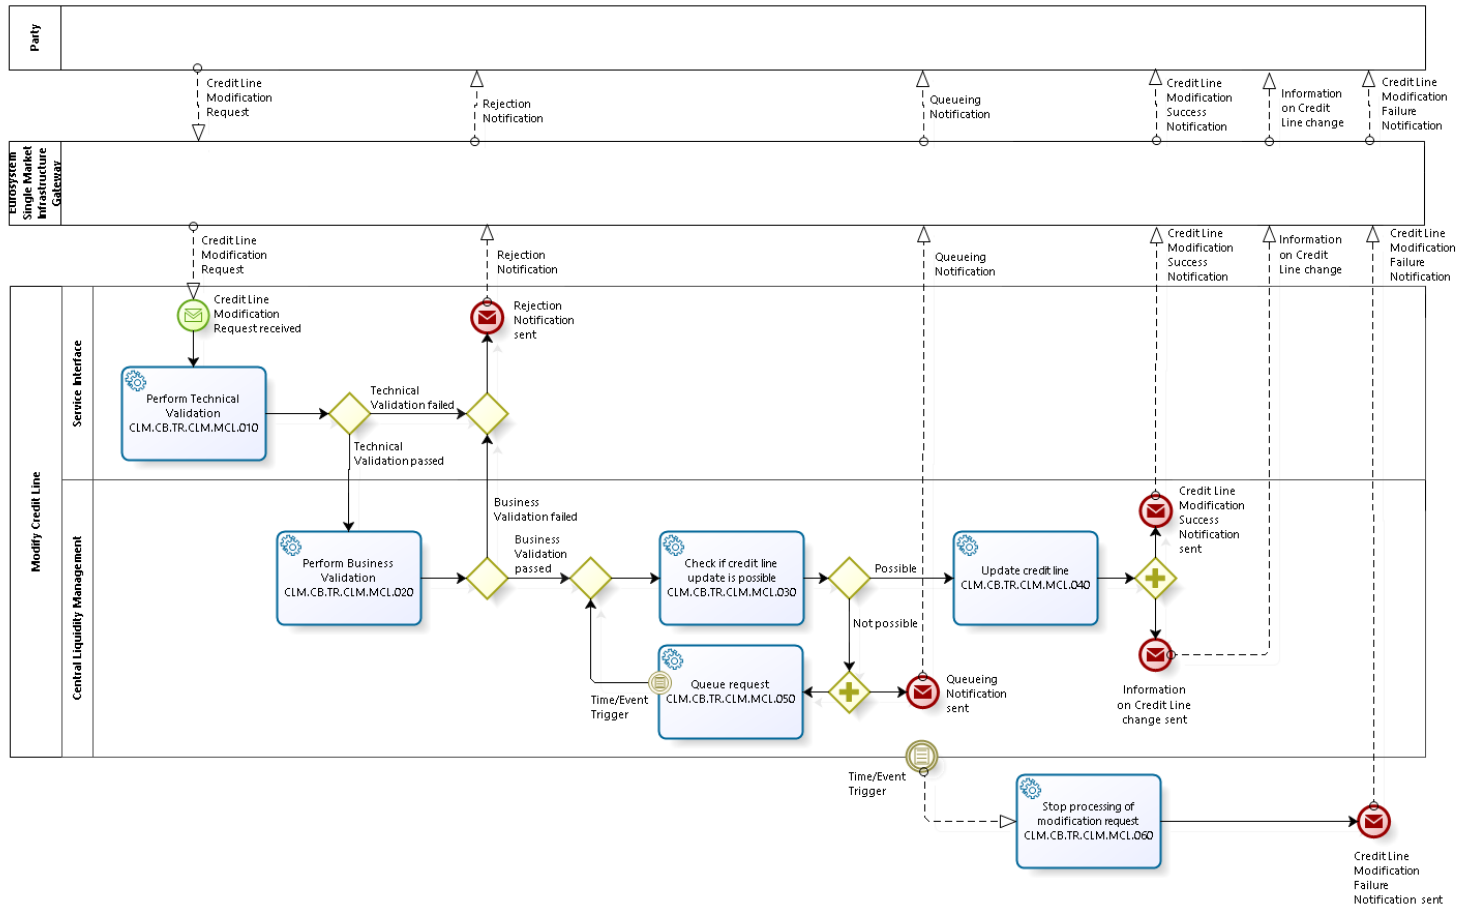 Party
Credit Line
Modification
Request
Rejection
Notification
Queueing
Notification
Credit Line
Modification
Success
Notification
Information
on Credit
Line change
Credit Line
Modification
Failure
Notification
Eurosystem
Single Market
Infrastructure
Gateway
Credit Line
Modification
Request
Rejection
Notification
Queueing
Notification
Credit Line
Modification
Success
Notification
Information
on Credit
Line change
Credit Line
Modification
Failure
Notification
Modify Credit Line
Service Interface
Credit Line
Modification
Request received
Rejection
Notification
sent
Perform Technical
Validation
CLM.CB.TR.CLM.MCL.010
Technical
Validation failed
Technical
Validation passed
Central Liquidity Management
Business
Validation failed
Business
Validation
passed
Perform Business
Validation
CLM.CB.TR.CLM.MCL.020
Check if credit line
update is possible
CLM.CB.TR.CLM.MCL.030
Possible
Not possible
Update credit line
CLM.CB.TR.CLM.MCL.040
Credit Line
Modification
Success
Notification
sent
Time/Event
Trigger
Queue request
CLM.CB.TR.CLM.MCL.050
Queueing
Notification
sent
Information
on Credit Line
change sent
Time/Event
Trigger
Stop processing of
modification request
CLM.CB.TR.CLM.MCL.060
Credit Line
Modification
Failure
Notification sent